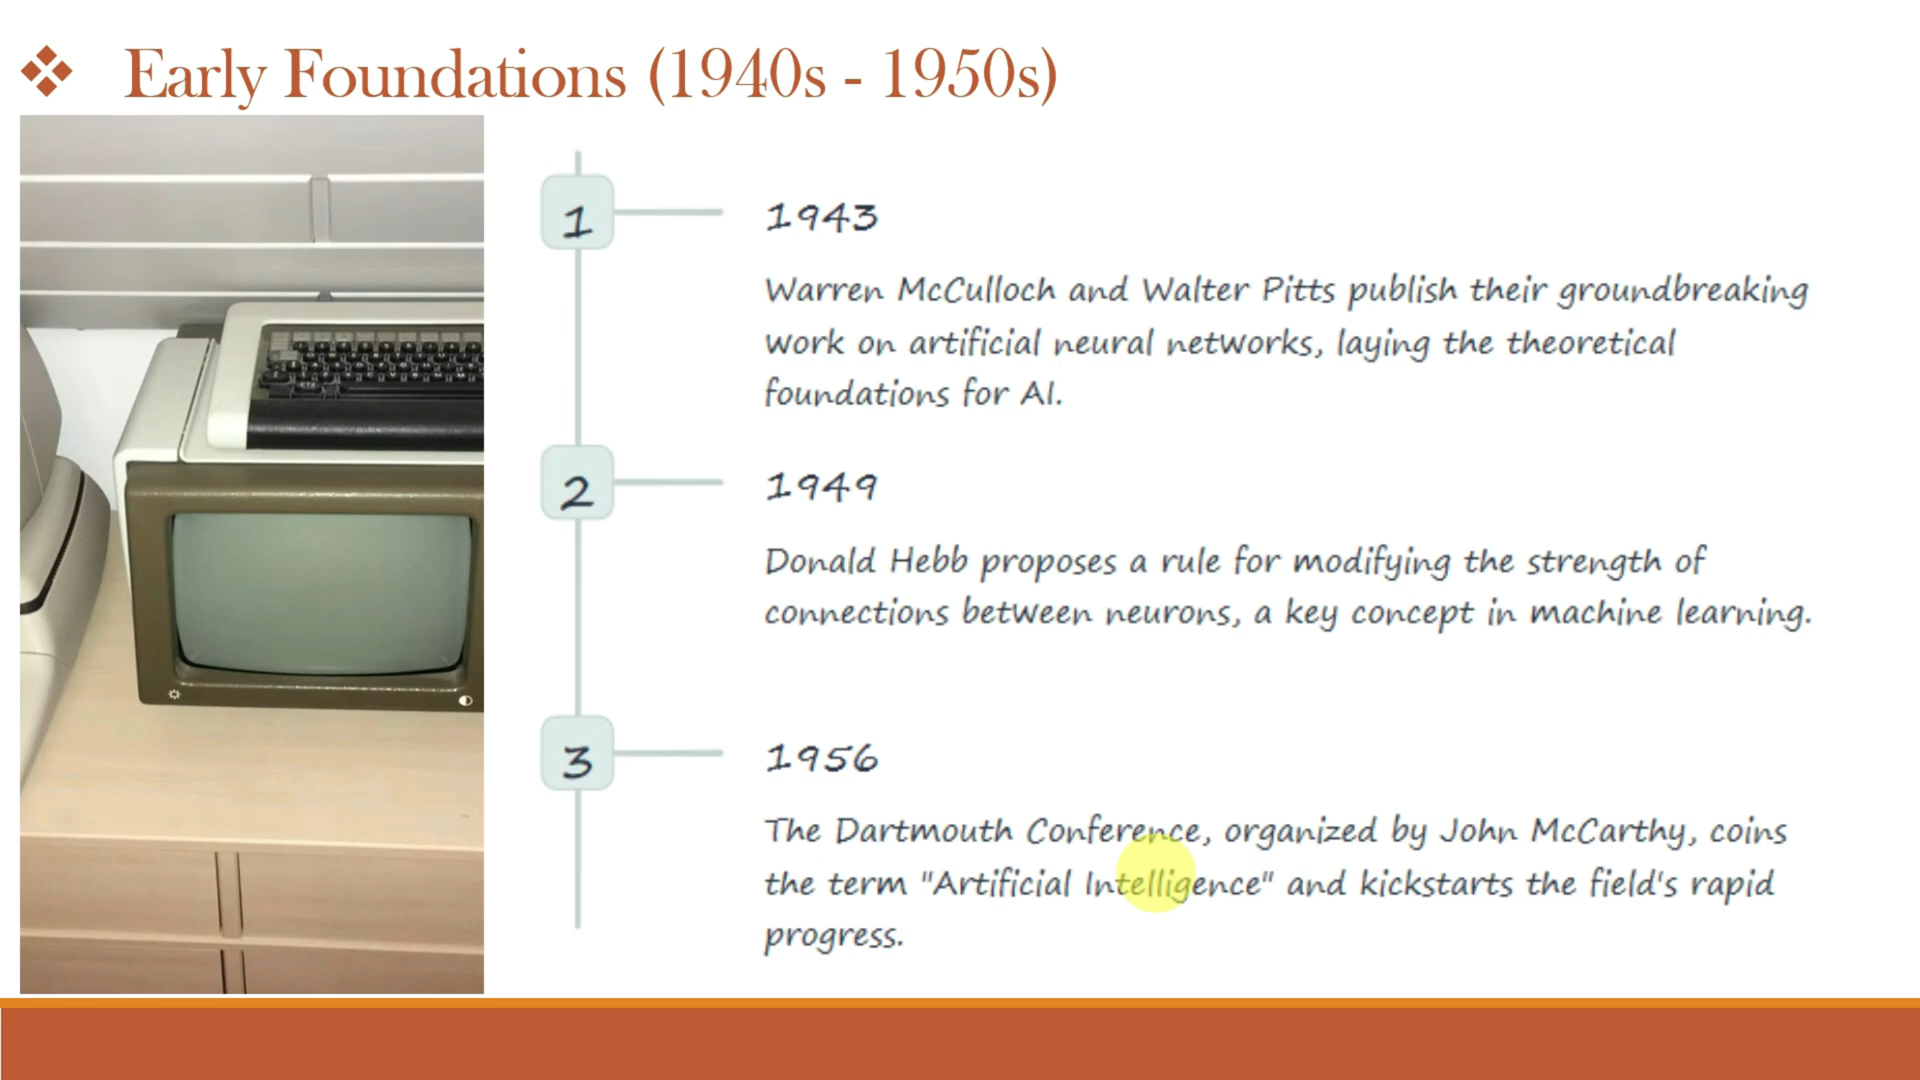 Early Foundations (1940s - 1950s)
1
1943
Warren McCulloch and Walter Pitts publish their groundbreaking
work on artificial neural networks, laying the theoretical
foundations for AI.
2
1949
Donald Hebb proposes a rule for modifying the strength of
connections between neurons, a key concept in machine learning.
3
1956
The Dartmouth Conference, organized by John McCarthy, coins
the term "Artificial Intelligence" and kickstarts the field's rapid
progress.